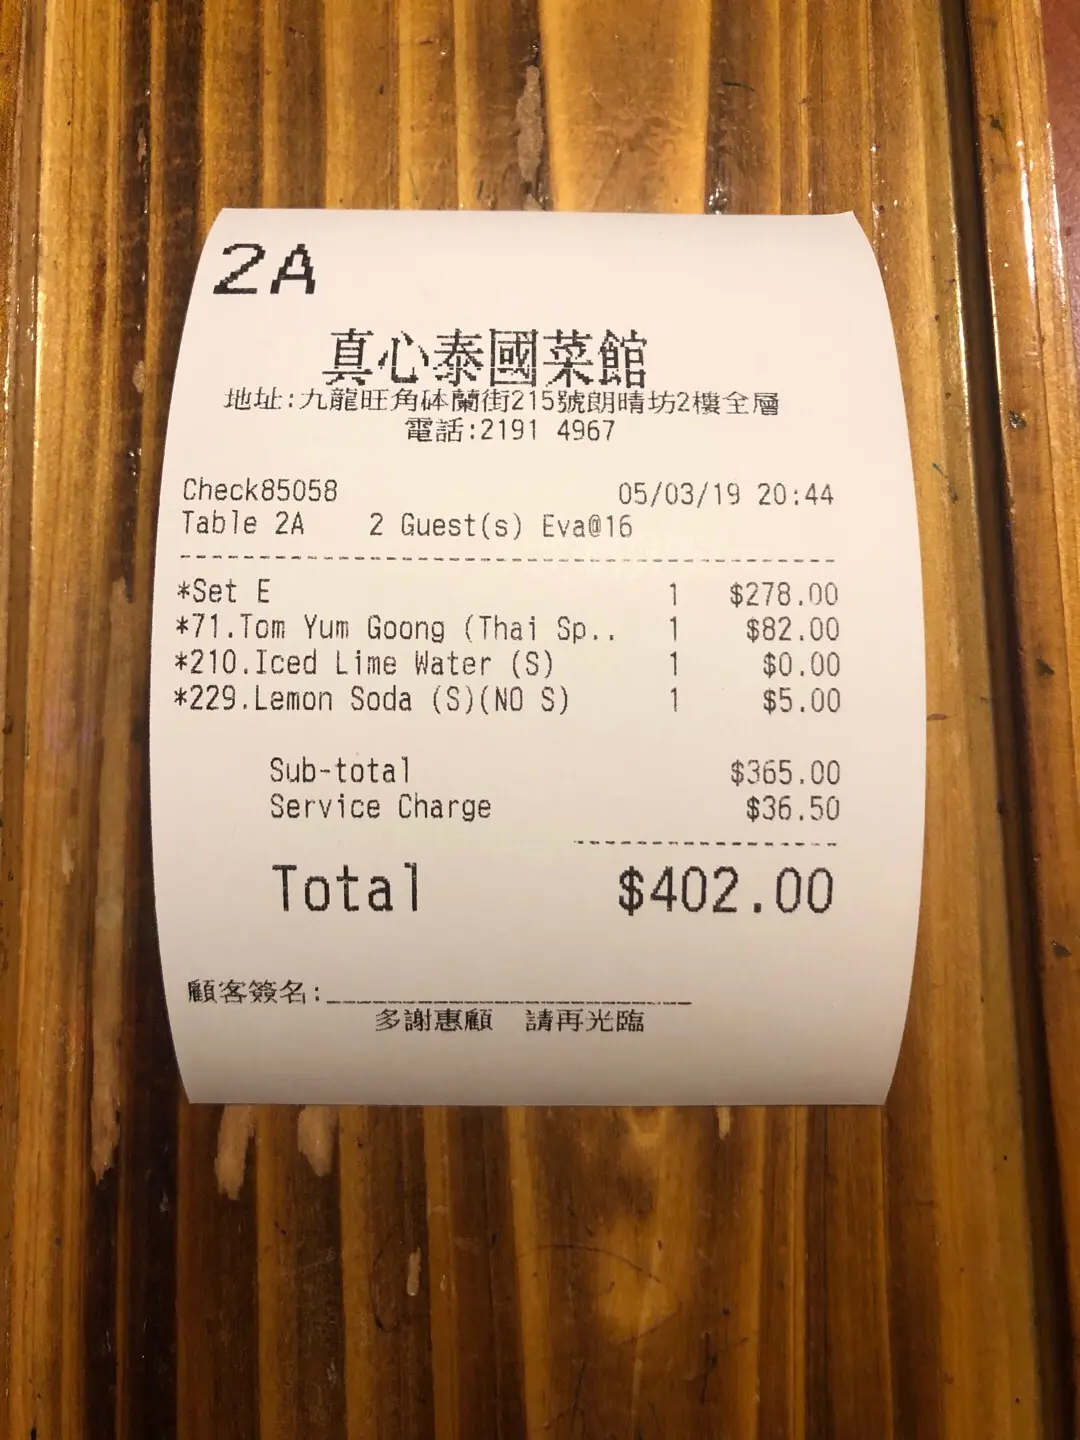 2A
真心泰國菜館
地址:九龍旺角砵蘭街215號朗晴坊2樓全層
電話:2191 4967
Check85058 05/03/19 20:44
Table 2A 2 Guest(s) Eva@16
*Set E 1 $278.00
*71.Tom Yum Goong (Thai Sp.. 1 $82.00
*210.Iced Lime Water (S) 1 $0.00
*229.Lemon Soda (S)(NO S) 1 $5.00
Sub-total $365.00
Service Charge $36.50
Total $402.00
顧客簽名:
多謝惠顧 請再光臨